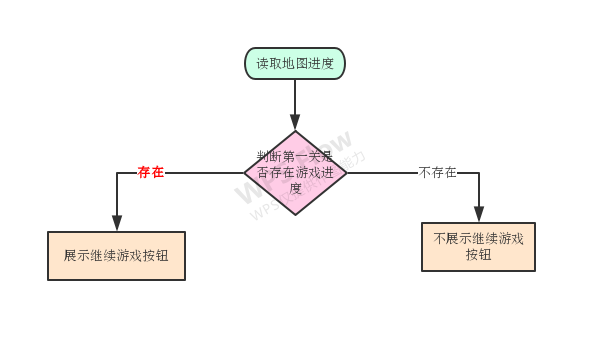 读取地图进度
判断第一关是
否存在游戏进
度
存在
不存在
展示继续游戏按钮
不展示继续游戏
按钮